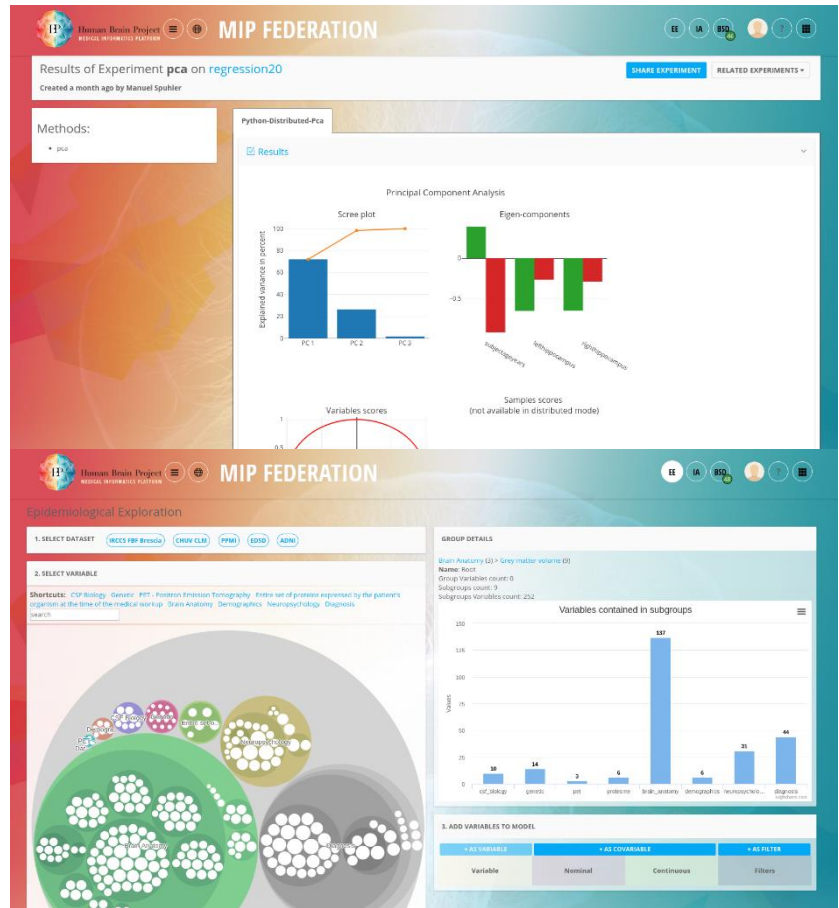 Human Brain Project
MEDICAL INFORMATICS PLATFORM
MIP FEDERATION
EE IA BSD
?
Results of Experiment pca on regression20
SHARE EXPERIMENT RELATED EXPERIMENTS
Created a month ago by Manuel Spuhler
Methods:
pca
Python-Distributed-Pca
Results
Principal Component Analysis
Scree plot
Eigen-components
Explained variance in percent
100
80
60
40
20
0
PC 1 PC 2 PC 3
0
−0.5
subjectageyears lefthippocampus righthippocampus
Variables scores
1
0.5
Samples scores
(not available in distributed mode)
Human Brain Project
MEDICAL INFORMATICS PLATFORM
MIP FEDERATION
EE IA BSD
?
Epidemiological Exploration
1. SELECT DATASET IRCCS FBF Brescia CHUV CLM PPMI EDSD ADNI
2. SELECT VARIABLE
Shortcuts: CSF Biology Genetic PET - Positron Emission Tomography Entire set of proteins expressed by the patient's
organism at the time of the medical workup Brain Anatomy Demographics Neuropsychology Diagnosis
search
CSF Biology
Neuropsychology
Brain Anatomy
Diagnosis
GROUP DETAILS
Brain Anatomy (3) > Grey matter volume (9)
Name: Root
Group Variables count: 0
Subgroups count: 9
Subgroups Variables count: 252
Variables contained in subgroups
Values
150
125
100
75
50
25
0
10 14 3 6 137 6 31 44
csf_biology genetic pet proteome brain_anatomy demographics neuropsycho... diagnosis
3. ADD VARIABLES TO MODEL
+ AS VARIABLE + AS COVARIABLE + AS FILTER
Variable Nominal Continuous Filters